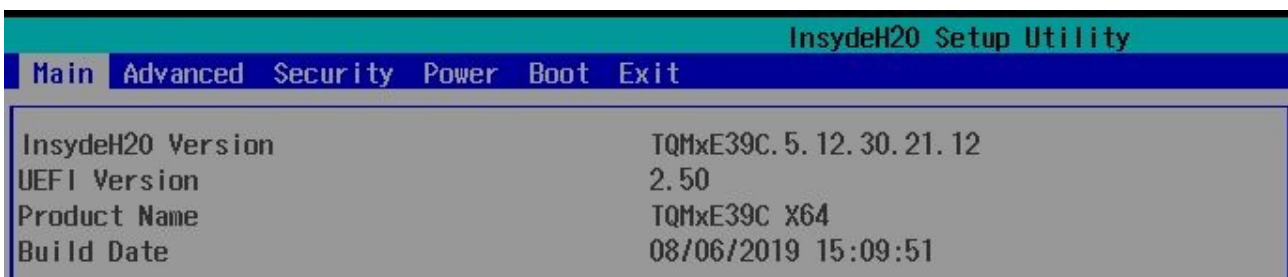 InsydeH20 Setup Utility
Main Advanced Security Power Boot Exit
InsydeH20 Version TQMxE39C.5.12.30.21.12
UEFI Version 2.50
Product Name TQMxE39C X64
Build Date 08/06/2019 15:09:51